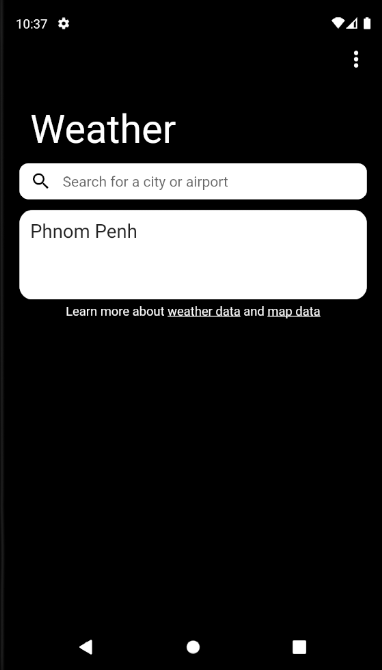 10:37
Weather
Search for a city or airport
Phnom Penh
Learn more about weather data and map data